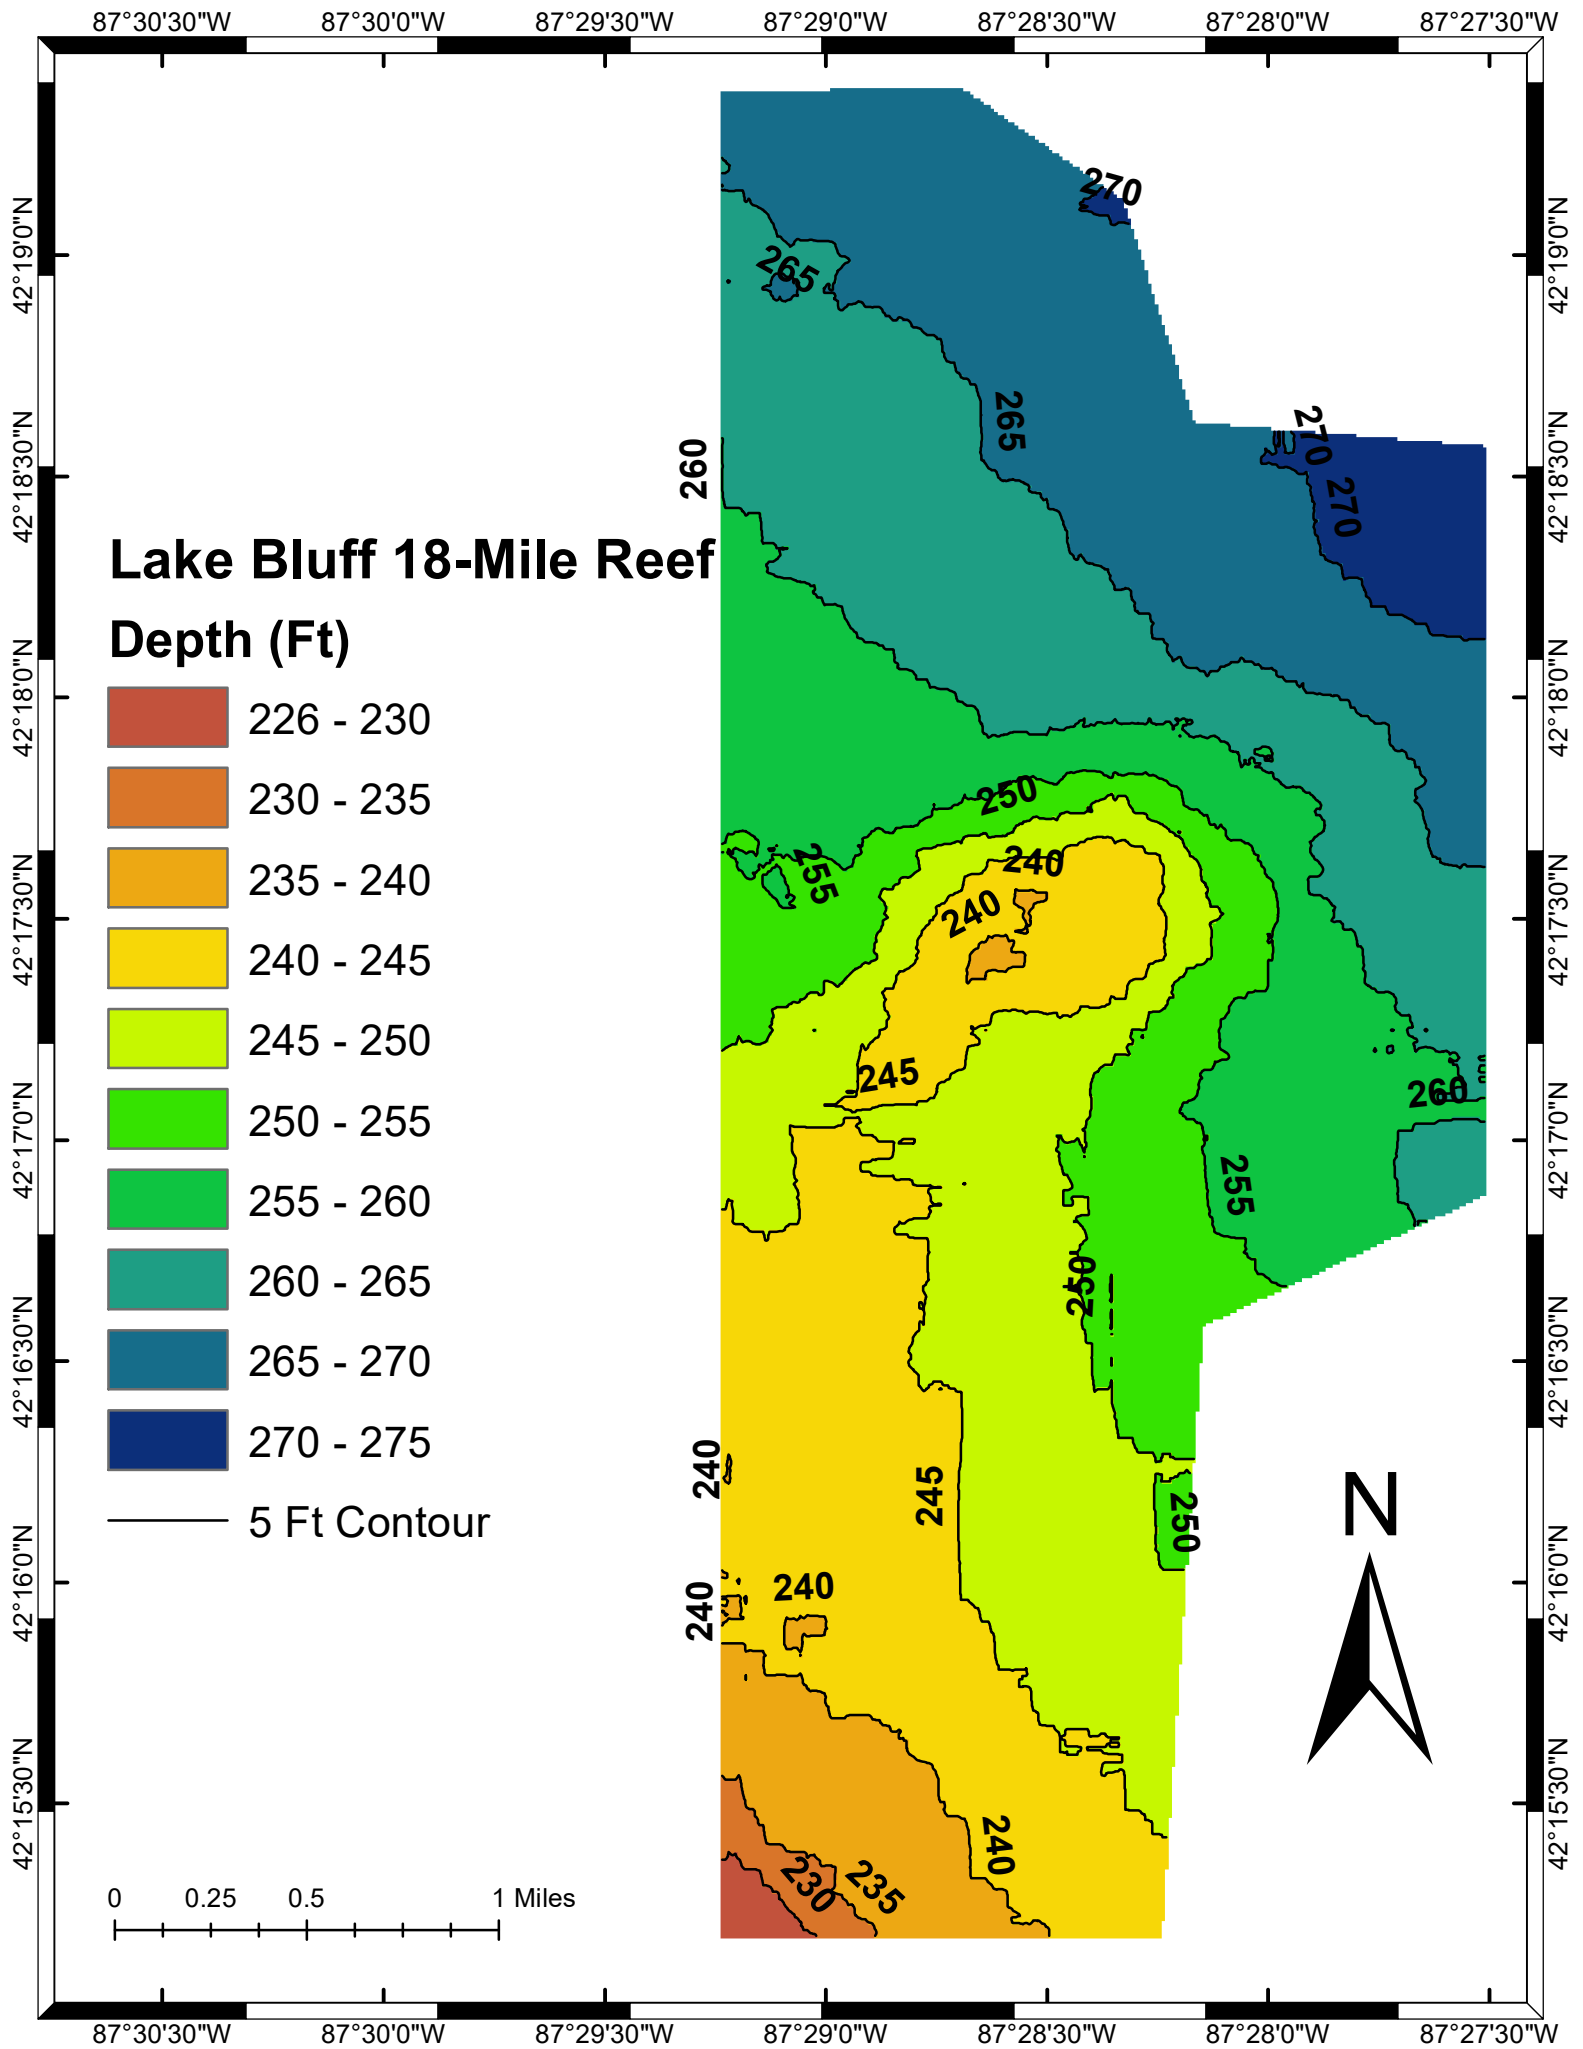 87°30'30"W 87°30'0"W 87°29'30"W 87°29'0"W 87°28'30"W 87°28'0"W 87°27'30"W
42°19'0"N
42°18'30"N
42°18'0"N
42°17'30"N
42°17'0"N
42°16'30"N
42°16'0"N
42°15'30"N
Lake Bluff 18-Mile Reef
Depth (Ft)
226 - 230
230 - 235
235 - 240
240 - 245
245 - 250
250 - 255
255 - 260
260 - 265
265 - 270
270 - 275
5 Ft Contour
0 0.25 0.5 1 Miles
270
265
265
260
270
270
250
255
240
240
245
260
255
250
240
245
250
240
240
240
235
230
N
42°19'0"N
42°18'30"N
42°18'0"N
42°17'30"N
42°17'0"N
42°16'30"N
42°16'0"N
42°15'30"N
87°30'30"W 87°30'0"W 87°29'30"W 87°29'0"W 87°28'30"W 87°28'0"W 87°27'30"W